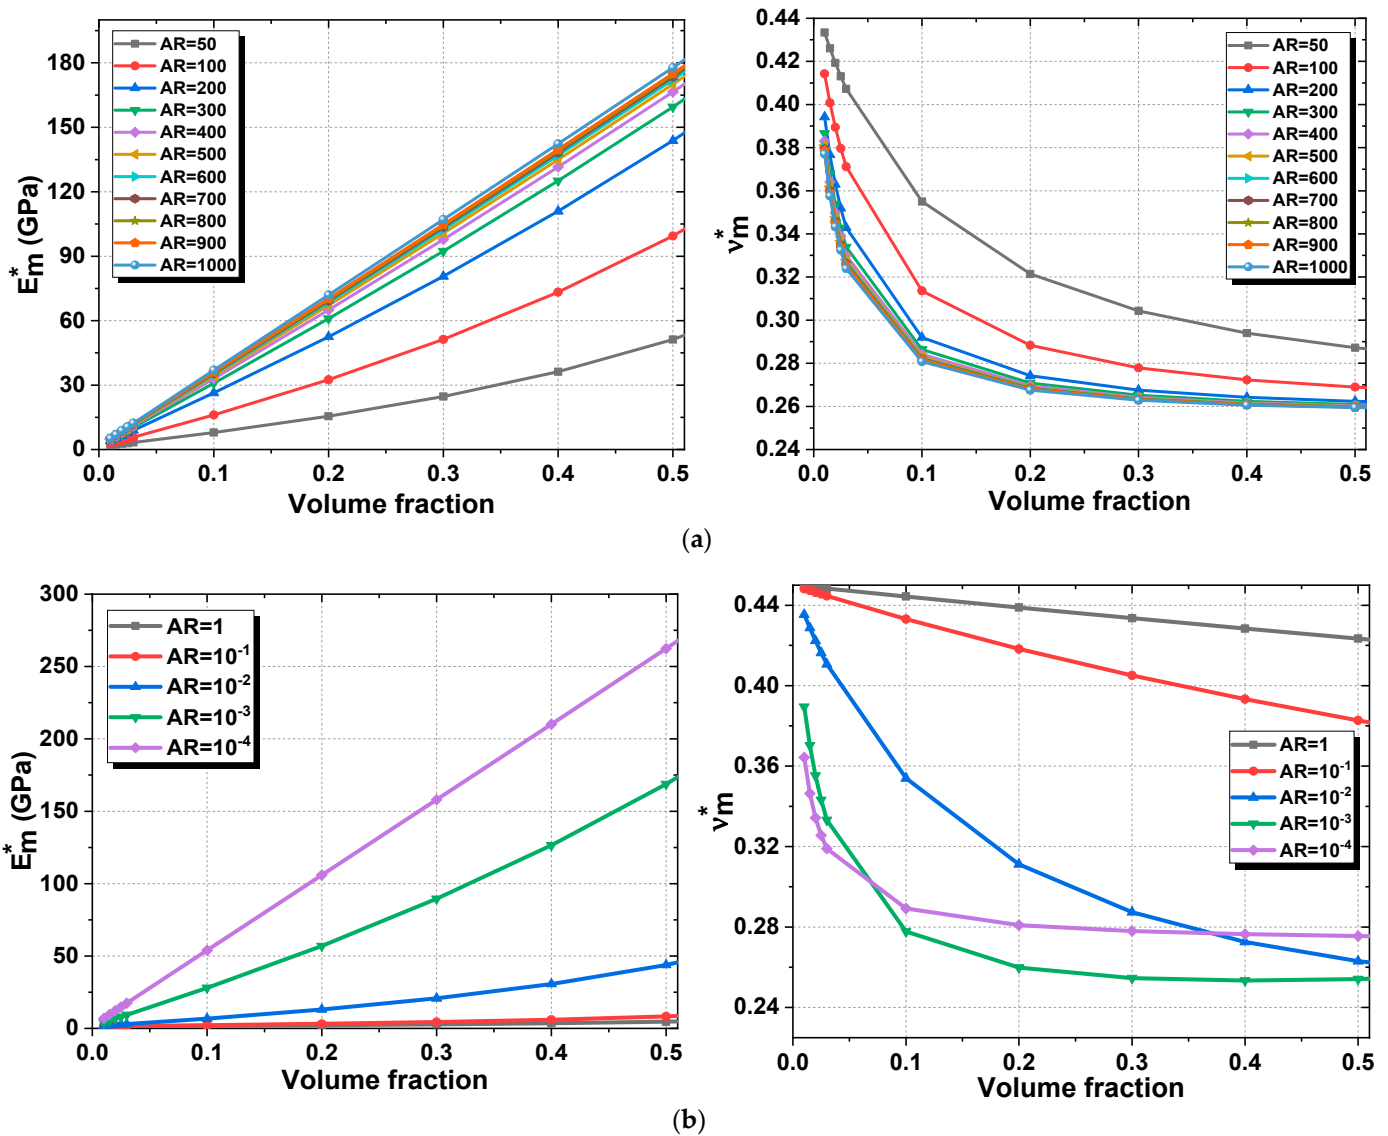 E*m (GPa)
180
150
120
90
60
30
0
AR=50
AR=100
AR=200
AR=300
AR=400
AR=500
AR=600
AR=700
AR=800
AR=900
AR=1000
0.0 0.1 0.2 0.3 0.4 0.5
Volume fraction
ν*m
0.44
0.42
0.40
0.38
0.36
0.34
0.32
0.30
0.28
0.26
0.24
AR=50
AR=100
AR=200
AR=300
AR=400
AR=500
AR=600
AR=700
AR=800
AR=900
AR=1000
0.0 0.1 0.2 0.3 0.4 0.5
Volume fraction
(a)
E*m (GPa)
300
250
200
150
100
50
0
AR=1
AR=10⁻¹
AR=10⁻²
AR=10⁻³
AR=10⁻⁴
0.0 0.1 0.2 0.3 0.4 0.5
Volume fraction
ν*m
0.44
0.40
0.36
0.32
0.28
0.24
AR=1
AR=10⁻¹
AR=10⁻²
AR=10⁻³
AR=10⁻⁴
0.0 0.1 0.2 0.3 0.4 0.5
Volume fraction
(b)